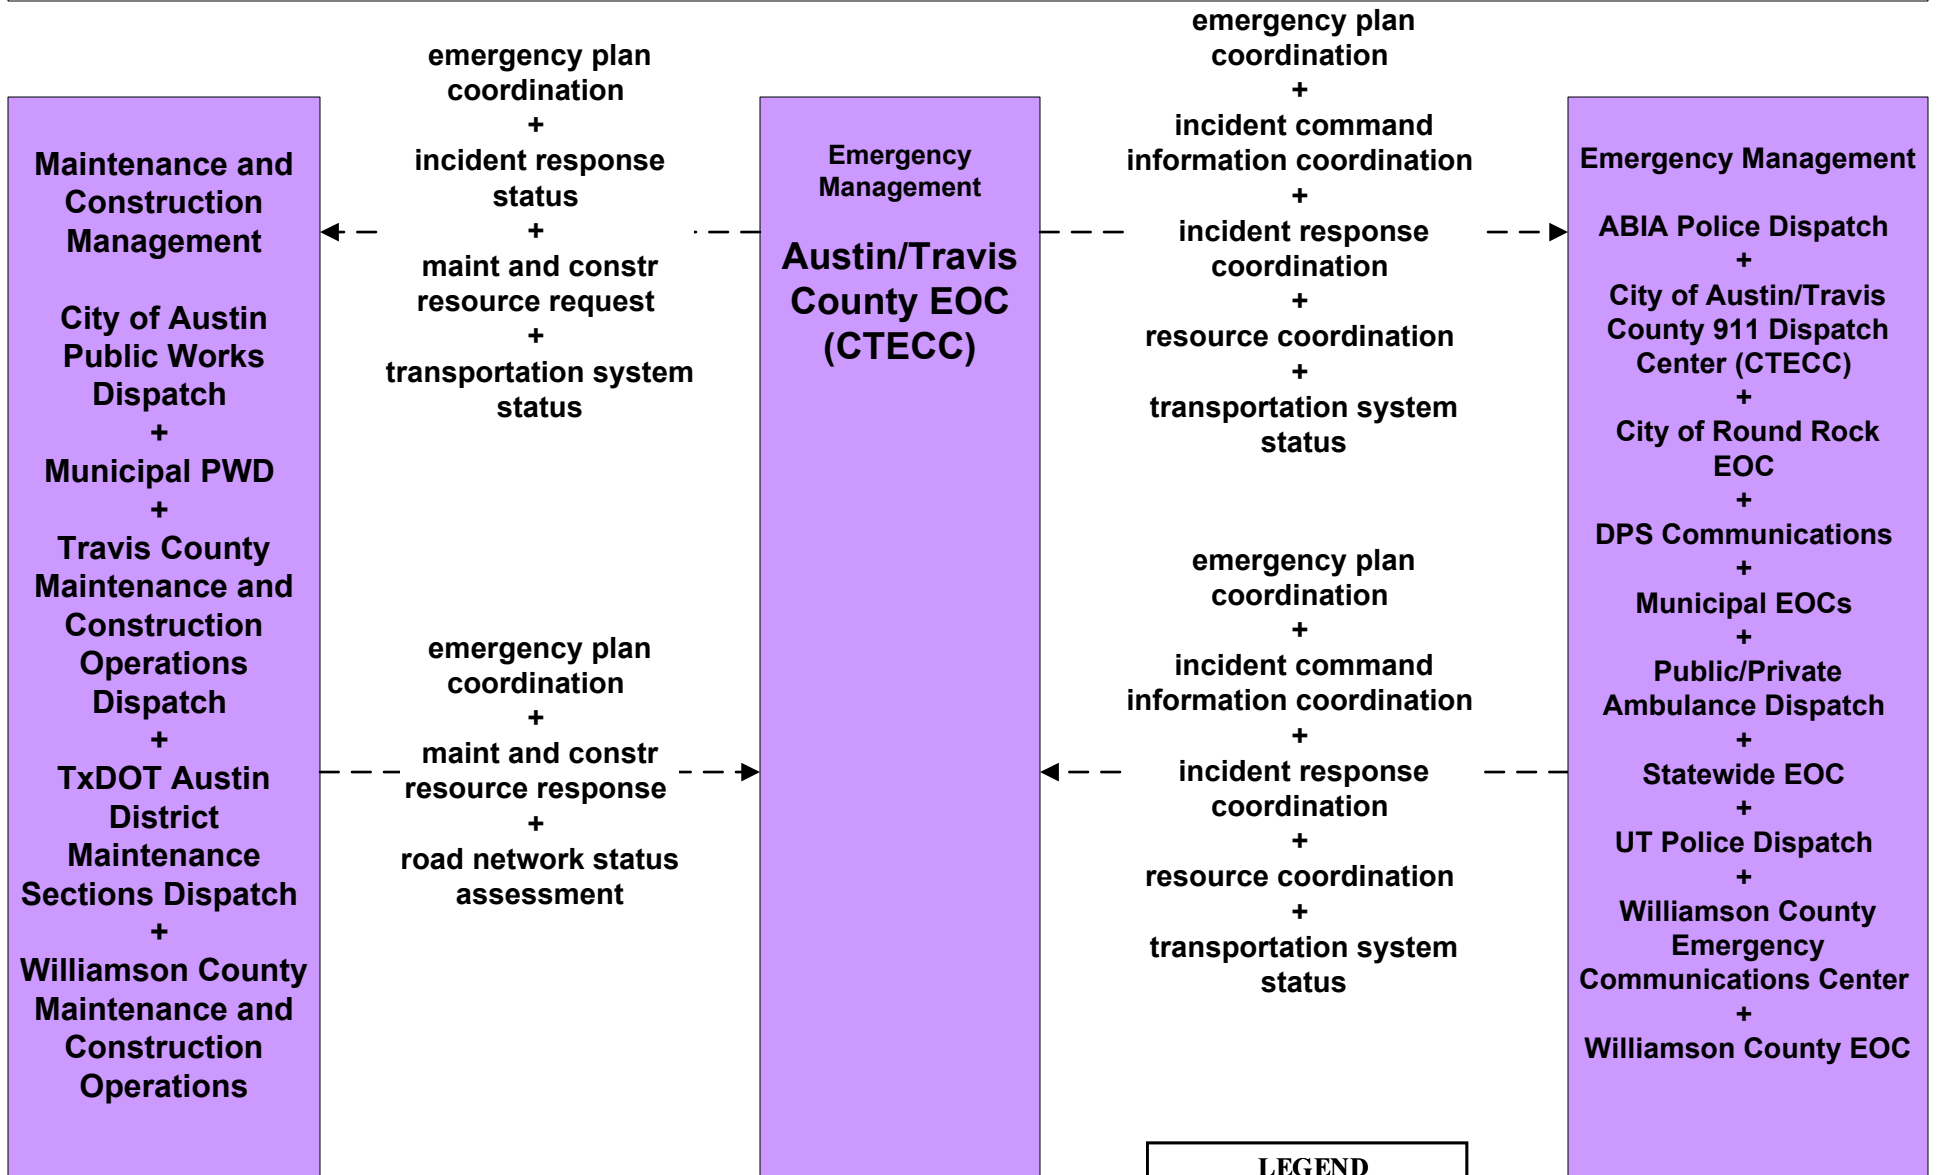 Maintenance and
Construction
Management
City of Austin
Public Works
Dispatch
+
Municipal PWD
+
Travis County
Maintenance and
Construction
Operations
Dispatch
+
TxDOT Austin
District
Maintenance
Sections Dispatch
+
Williamson County
Maintenance and
Construction
Operations
emergency plan
coordination
+
incident response
status
+
maint and constr
resource request
+
transportation system
status
emergency plan
coordination
+
maint and constr
resource response
+
road network status
assessment
Emergency
Management
Austin/Travis
County EOC
(CTECC)
emergency plan
coordination
+
incident command
information coordination
+
incident response
coordination
+
resource coordination
+
transportation system
status
emergency plan
coordination
+
incident command
information coordination
+
incident response
coordination
+
resource coordination
+
transportation system
status
LEGEND
Emergency Management
ABIA Police Dispatch
+
City of Austin/Travis
County 911 Dispatch
Center (CTECC)
+
City of Round Rock
EOC
+
DPS Communications
+
Municipal EOCs
+
Public/Private
Ambulance Dispatch
+
Statewide EOC
+
UT Police Dispatch
+
Williamson County
Emergency
Communications Center
+
Williamson County EOC